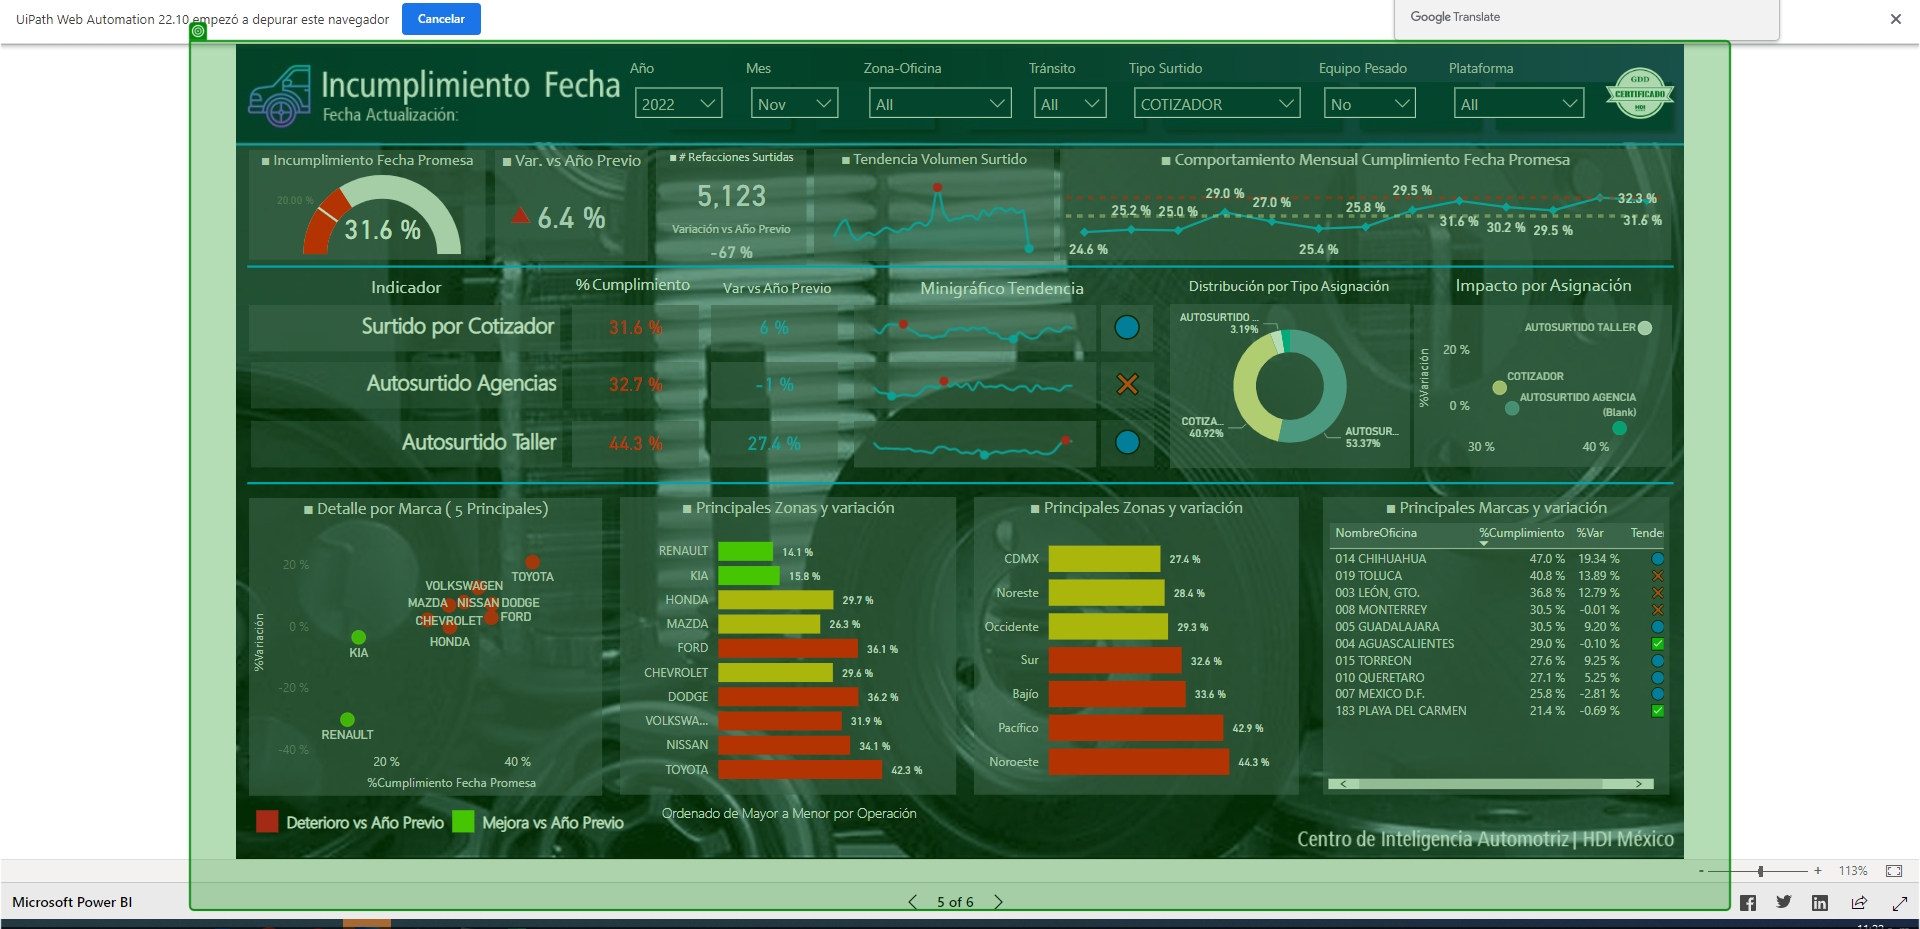 UiPath Web Automation 22.10 empezó a depurar este navegador
Cancelar
Google Translate
Incumplimiento Fecha
Fecha Actualización:
Año
2022
Mes
Nov
Zona-Oficina
All
Tránsito
All
Tipo Surtido
COTIZADOR
Equipo Pesado
No
Plataforma
All
GDD
CERTIFICADO
HDI
Incumplimiento Fecha Promesa
20.00 %
31.6 %
Var. vs Año Previo
6.4 %
# Refacciones Surtidas
5,123
Variación vs Año Previo
-67 %
Tendencia Volumen Surtido
Comportamiento Mensual Cumplimiento Fecha Promesa
24.6 %
25.2 %
25.0 %
29.0 %
27.0 %
25.4 %
25.8 %
29.5 %
31.6 %
30.2 %
29.5 %
32.3 %
31.6 %
Indicador
% Cumplimiento
Var vs Año Previo
Minigráfico Tendencia
Surtido por Cotizador
31.6 %
6 %
Autosurtido Agencias
32.7 %
-1 %
Autosurtido Taller
44.3 %
27.4 %
Distribución por Tipo Asignación
AUTOSURTIDO ...
3.19%
COTIZA...
40.92%
AUTOSUR...
53.37%
Impacto por Asignación
%Variación
20 %
0 %
30 %
40 %
AUTOSURTIDO TALLER
COTIZADOR
AUTOSURTIDO AGENCIA
(Blank)
Detalle por Marca ( 5 Principales)
%Variación
20 %
0 %
-20 %
-40 %
TOYOTA
VOLKSWAGEN
MAZDA
NISSAN
DODGE
CHEVROLET
FORD
HONDA
KIA
RENAULT
20 %
40 %
%Cumplimiento Fecha Promesa
Principales Zonas y variación
RENAULT 14.1 %
KIA 15.8 %
HONDA 29.7 %
MAZDA 26.3 %
FORD 36.1 %
CHEVROLET 29.6 %
DODGE 36.2 %
VOLKSWA... 31.9 %
NISSAN 34.1 %
TOYOTA 42.3 %
Principales Zonas y variación
CDMX 27.4 %
Noreste 28.4 %
Occidente 29.3 %
Sur 32.6 %
Bajío 33.6 %
Pacífico 42.9 %
Noroeste 44.3 %
Principales Marcas y variación
NombreOficina %Cumplimiento %Var Tender
014 CHIHUAHUA 47.0 % 19.34 %
019 TOLUCA 40.8 % 13.89 %
003 LEÓN, GTO. 36.8 % 12.79 %
008 MONTERREY 30.5 % -0.01 %
005 GUADALAJARA 30.5 % 9.20 %
004 AGUASCALIENTES 29.0 % -0.10 %
015 TORREON 27.6 % 9.25 %
010 QUERETARO 27.1 % 5.25 %
007 MEXICO D.F. 25.8 % -2.81 %
183 PLAYA DEL CARMEN 21.4 % -0.69 %
Deterioro vs Año Previo
Mejora vs Año Previo
Ordenado de Mayor a Menor por Operación
Centro de Inteligencia Automotriz | HDI México
- + 113%
Microsoft Power BI
5 of 6